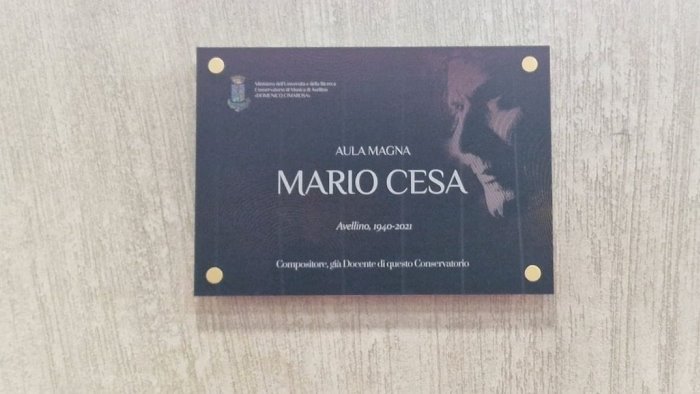 Ministero dell'Università e della Ricerca
Conservatorio di Musica di Avellino
«DOMENICO CIMAROSA»
AULA MAGNA
MARIO CESA
Avellino, 1940-2021
Compositore, già Docente di questo Conservatorio